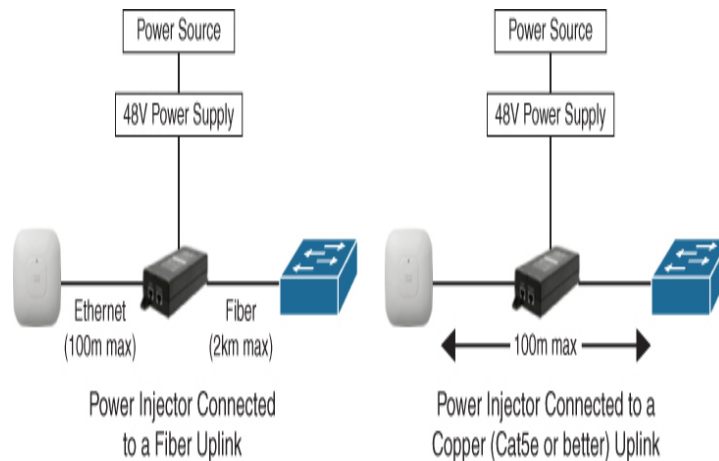 Power Source
48V Power Supply
Ethernet
(100m max)
Fiber
(2km max)
Power Injector Connected
to a Fiber Uplink
Power Source
48V Power Supply
100m max
Power Injector Connected to a
Copper (Cat5e or better) Uplink